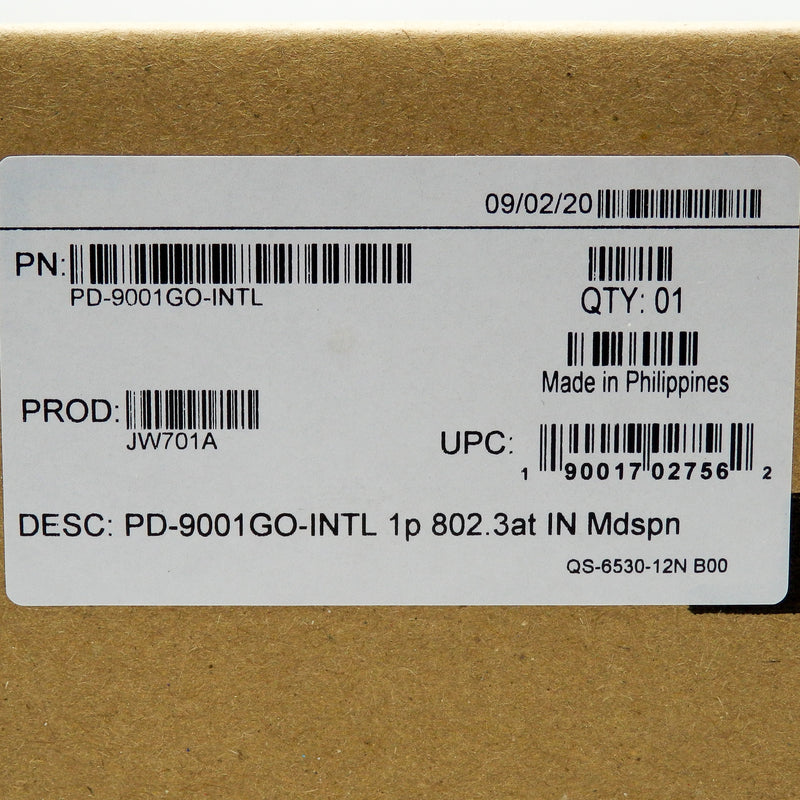 09/02/20
PN:
PD-9001GO-INTL
QTY: 01
Made in Philippines
PROD:
JW701A
UPC:
1 90017 02756 2
DESC: PD-9001GO-INTL 1p 802.3at IN Mdspn
QS-6530-12N B00